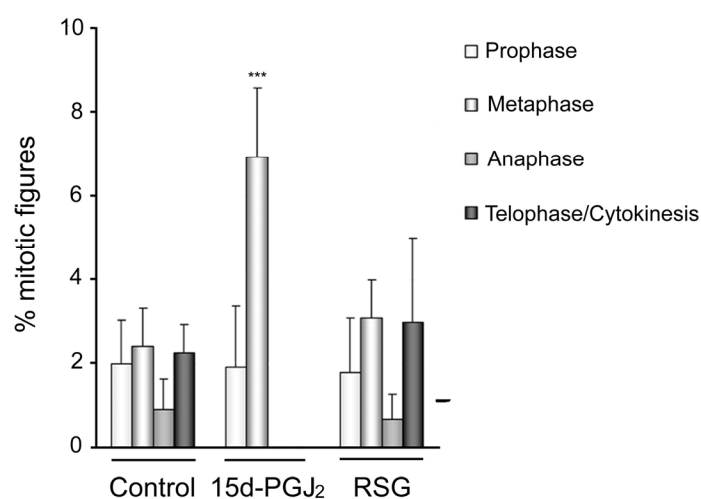 10
8
6
4
2
0
% mitotic figures
***
Prophase
Metaphase
Anaphase
Telophase/Cytokinesis
Control 15d-PGJ₂ RSG